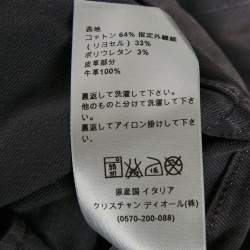 表地
コットン 64% 指定外繊維
(リヨセル) 33%
ポリウレタン 3%
皮革部分
牛革100%
裏返して洗濯して下さい。
他のものと分けて洗濯して下さい。
裏返してアイロン掛けして下さい。
原産国 イタリア
クリスチャン ディオール(株)
(0570-200-088)